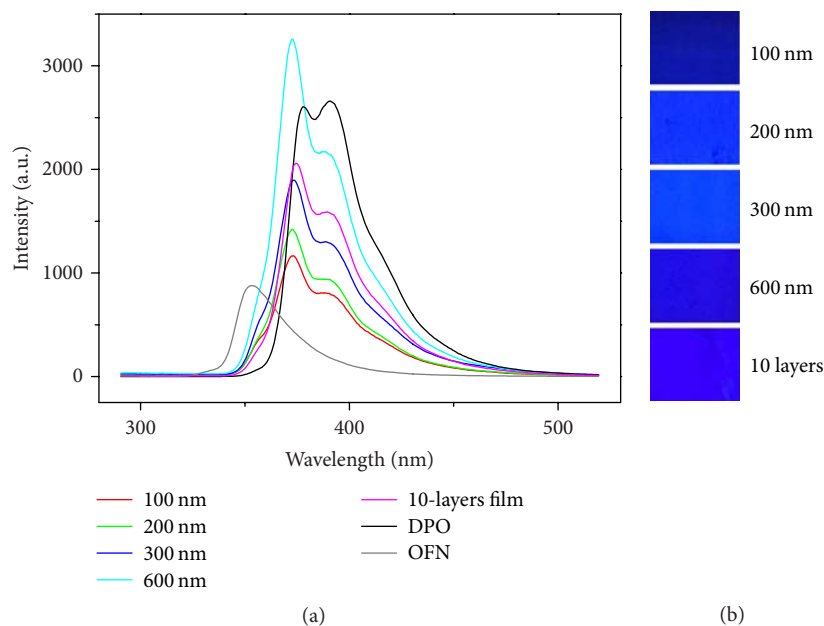 3000
2000
1000
0
Intensity (a.u.)
300
400
500
Wavelength (nm)
100 nm
200 nm
300 nm
600 nm
10-layers film
DPO
OFN
(a)
100 nm
200 nm
300 nm
600 nm
10 layers
(b)